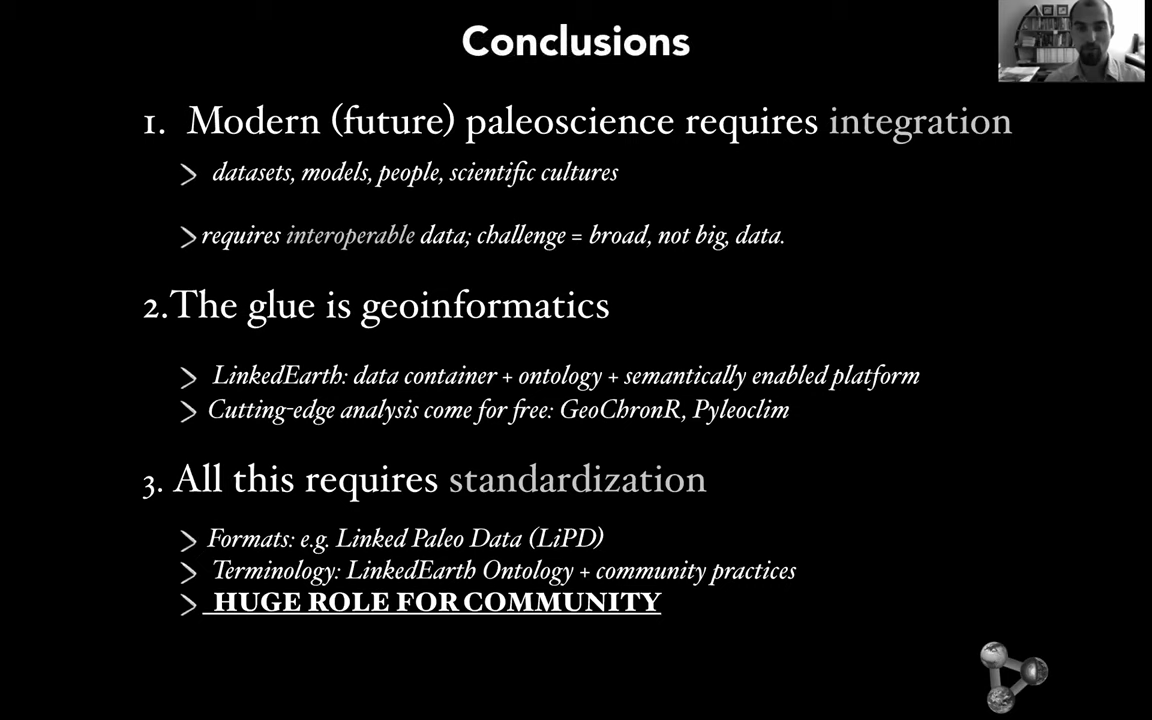 Conclusions
1. Modern (future) paleoscience requires integration
datasets, models, people, scientific cultures
requires interoperable data; challenge = broad, not big, data.
2.The glue is geoinformatics
LinkedEarth: data container + ontology + semantically enabled platform
Cutting-edge analysis come for free: GeoChronR, Pyleoclim
3. All this requires standardization
Formats: e.g. Linked Paleo Data (LiPD)
Terminology: LinkedEarth Ontology + community practices
HUGE ROLE FOR COMMUNITY